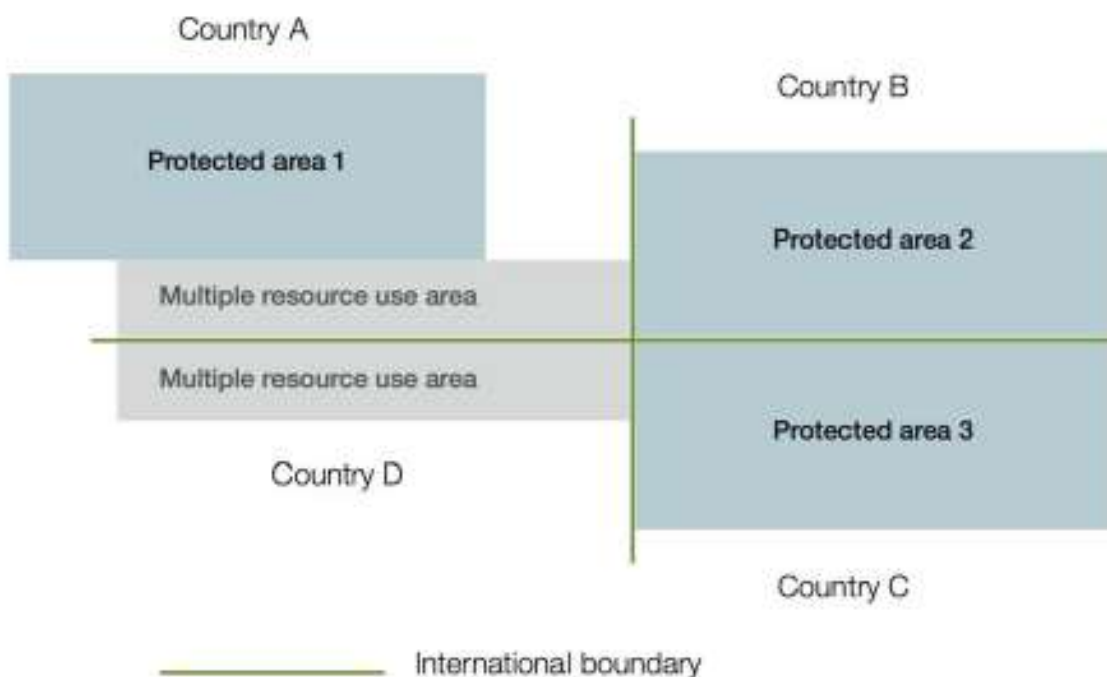 Country A
Country B
Protected area 1
Protected area 2
Multiple resource use area
Multiple resource use area
Protected area 3
Country D
Country C
International boundary